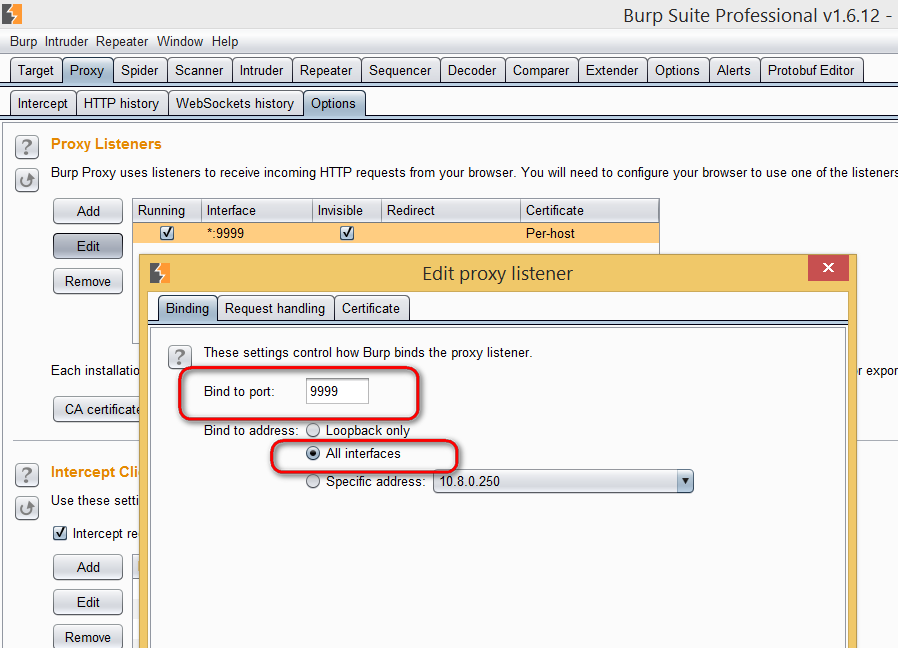 Burp Suite Professional v1.6.12 -
Burp Intruder Repeater Window Help
Target Proxy Spider Scanner Intruder Repeater Sequencer Decoder Comparer Extender Options Alerts Protobuf Editor
Intercept HTTP history WebSockets history Options
? Proxy Listeners
Burp Proxy uses listeners to receive incoming HTTP requests from your browser. You will need to configure your browser to use one of the listeners
Add Running Interface Invisible Redirect Certificate
*:9999 Per-host
Edit
Remove
Edit proxy listener
Binding Request handling Certificate
? These settings control how Burp binds the proxy listener.
Each installatio
r expor
Bind to port: 9999
CA certificate
Bind to address: Loopback only
All interfaces
Specific address: 10.8.0.250
? Intercept Cli
Use these setti
Intercept re
Add
Edit
Remove